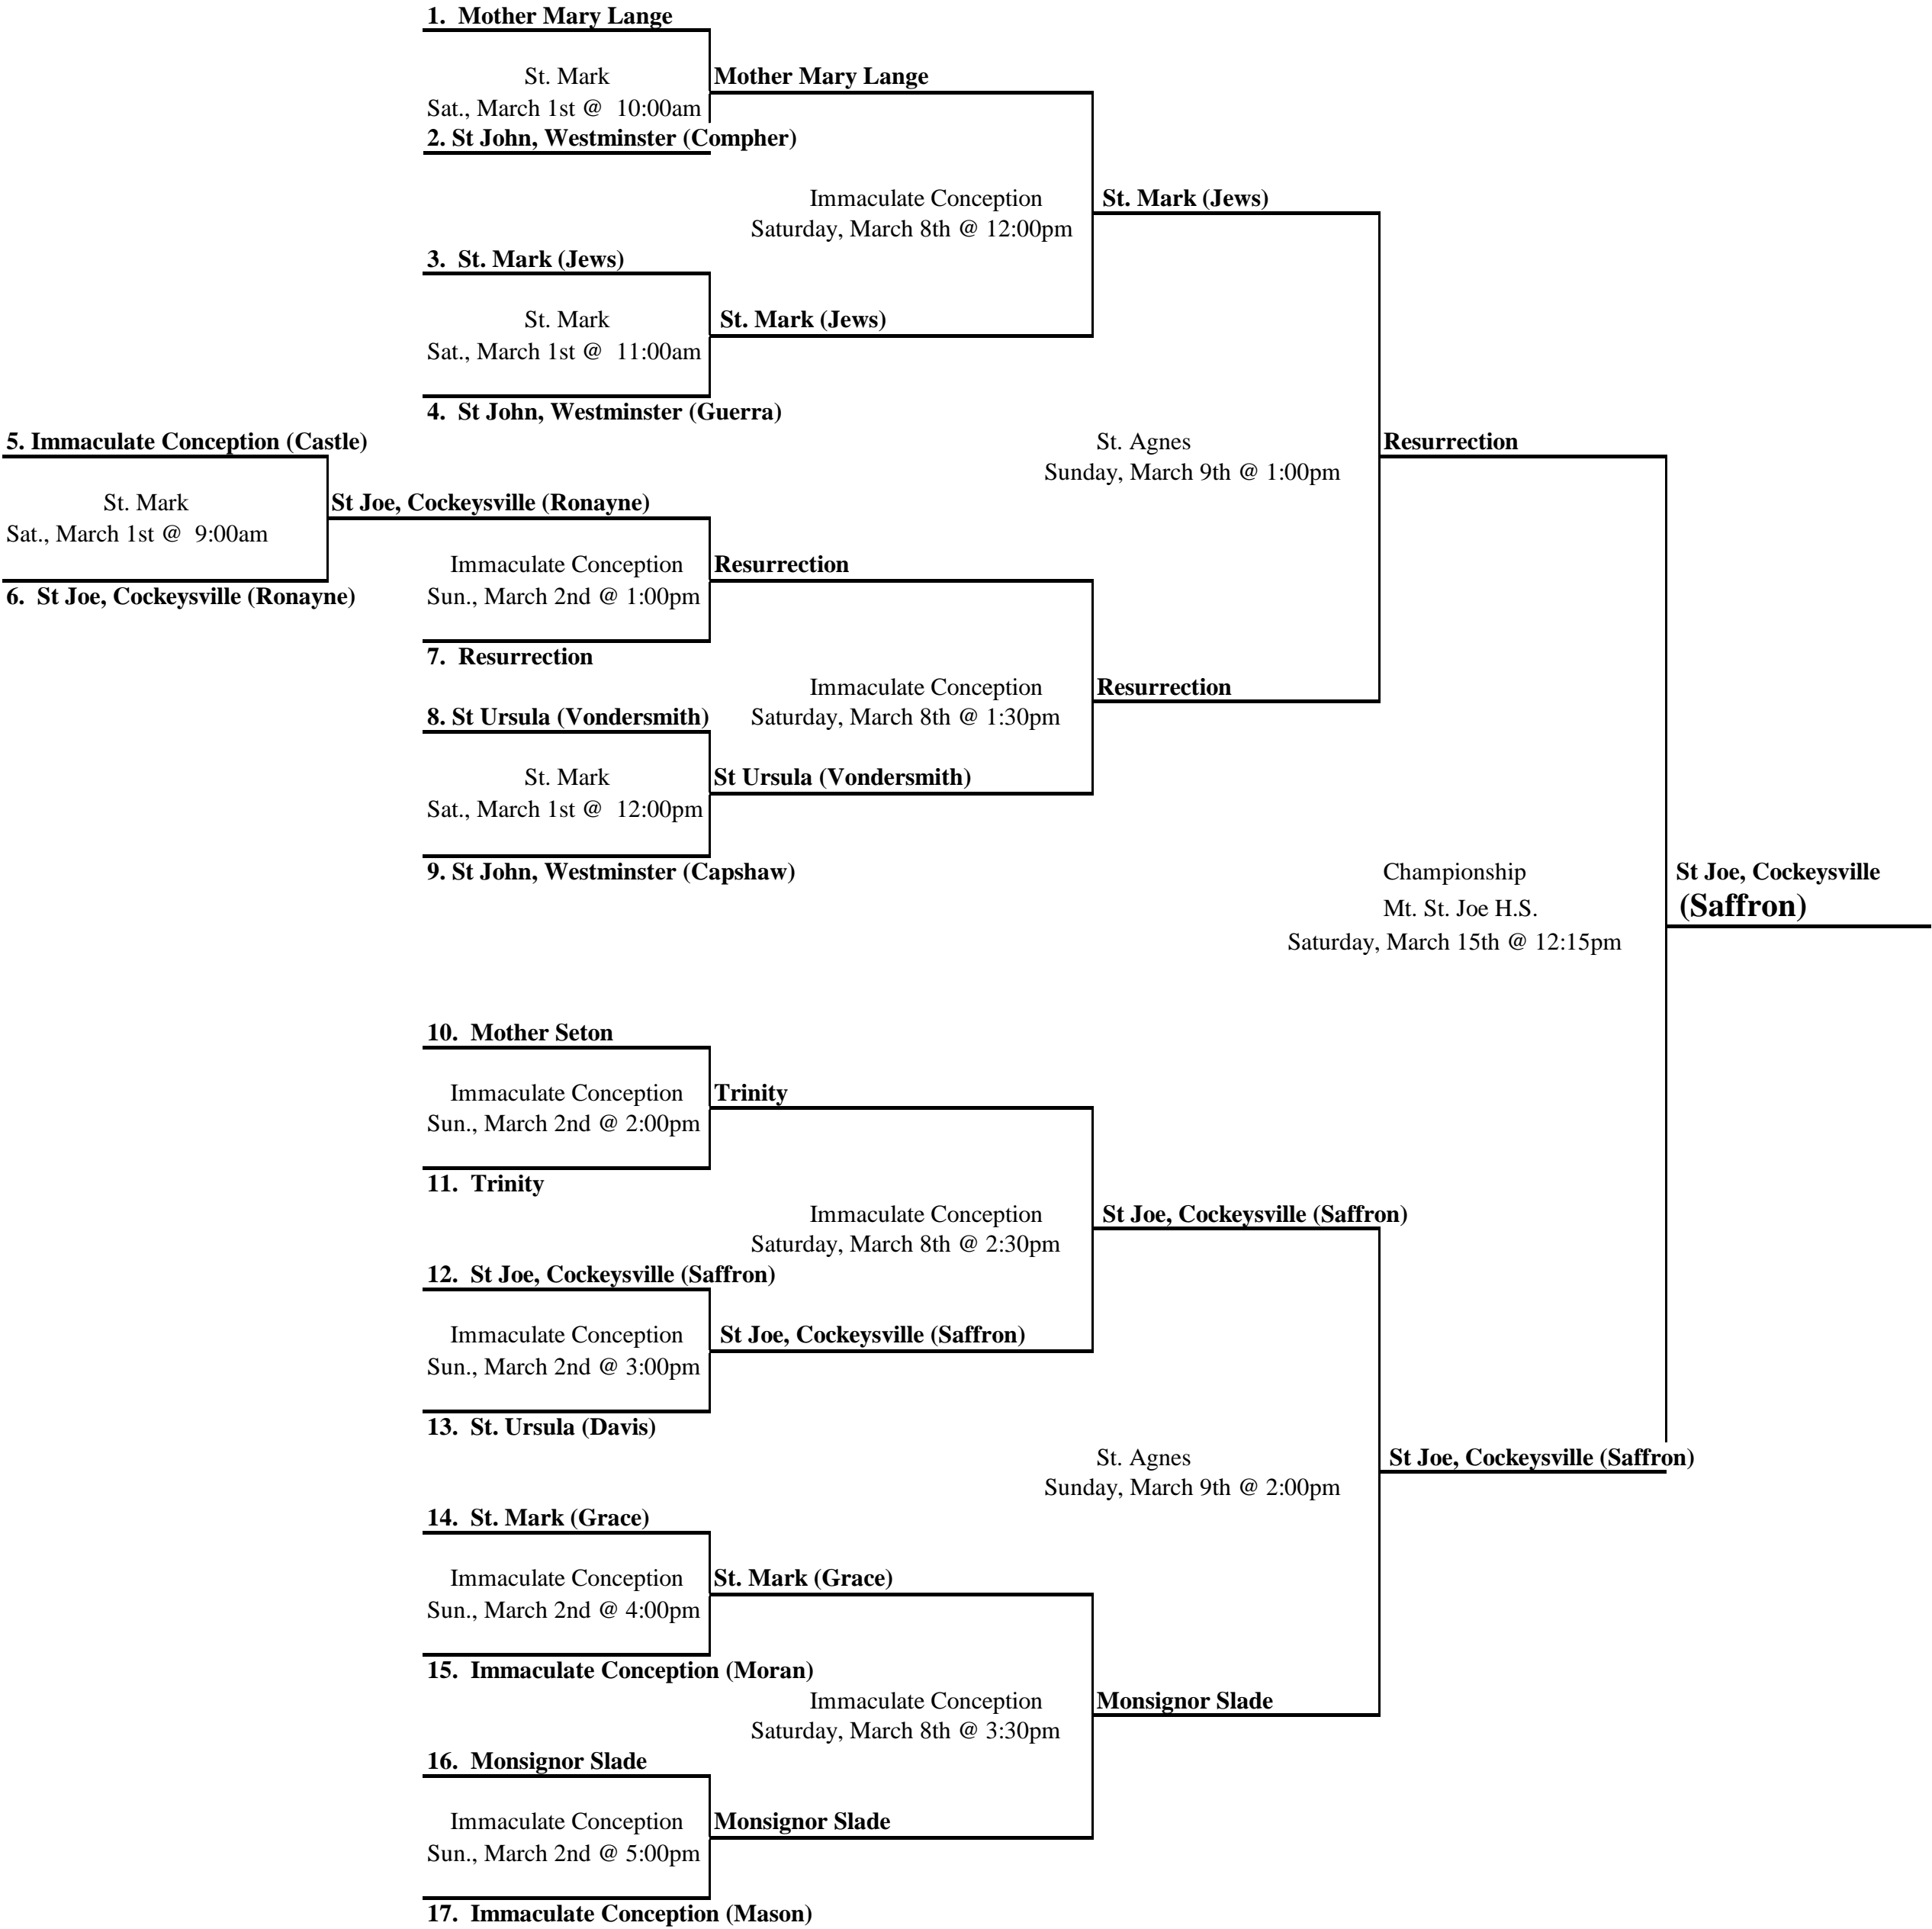 1. Mother Mary Lange
St. Mark
Mother Mary Lange
Sat., March 1st @ 10:00am
2. St John, Westminster (Compher)
Immaculate Conception
St. Mark (Jews)
Saturday, March 8th @ 12:00pm
3. St. Mark (Jews)
St. Mark
St. Mark (Jews)
Sat., March 1st @ 11:00am
4. St John, Westminster (Guerra)
5. Immaculate Conception (Castle)
St. Agnes
Resurrection
Sunday, March 9th @ 1:00pm
St. Mark
St Joe, Cockeysville (Ronayne)
Sat., March 1st @ 9:00am
Immaculate Conception
Resurrection
6. St Joe, Cockeysville (Ronayne)
Sun., March 2nd @ 1:00pm
7. Resurrection
Immaculate Conception
Resurrection
8. St Ursula (Vondersmith)
Saturday, March 8th @ 1:30pm
St. Mark
St Ursula (Vondersmith)
Sat., March 1st @ 12:00pm
9. St John, Westminster (Capshaw)
Championship
St Joe, Cockeysville
Mt. St. Joe H.S.
(Saffron)
Saturday, March 15th @ 12:15pm
10. Mother Seton
Immaculate Conception
Trinity
Sun., March 2nd @ 2:00pm
11. Trinity
Immaculate Conception
St Joe, Cockeysville (Saffron)
Saturday, March 8th @ 2:30pm
12. St Joe, Cockeysville (Saffron)
Immaculate Conception
St Joe, Cockeysville (Saffron)
Sun., March 2nd @ 3:00pm
13. St. Ursula (Davis)
St. Agnes
St Joe, Cockeysville (Saffron)
Sunday, March 9th @ 2:00pm
14. St. Mark (Grace)
Immaculate Conception
St. Mark (Grace)
Sun., March 2nd @ 4:00pm
15. Immaculate Conception (Moran)
Immaculate Conception
Monsignor Slade
Saturday, March 8th @ 3:30pm
16. Monsignor Slade
Immaculate Conception
Monsignor Slade
Sun., March 2nd @ 5:00pm
17. Immaculate Conception (Mason)